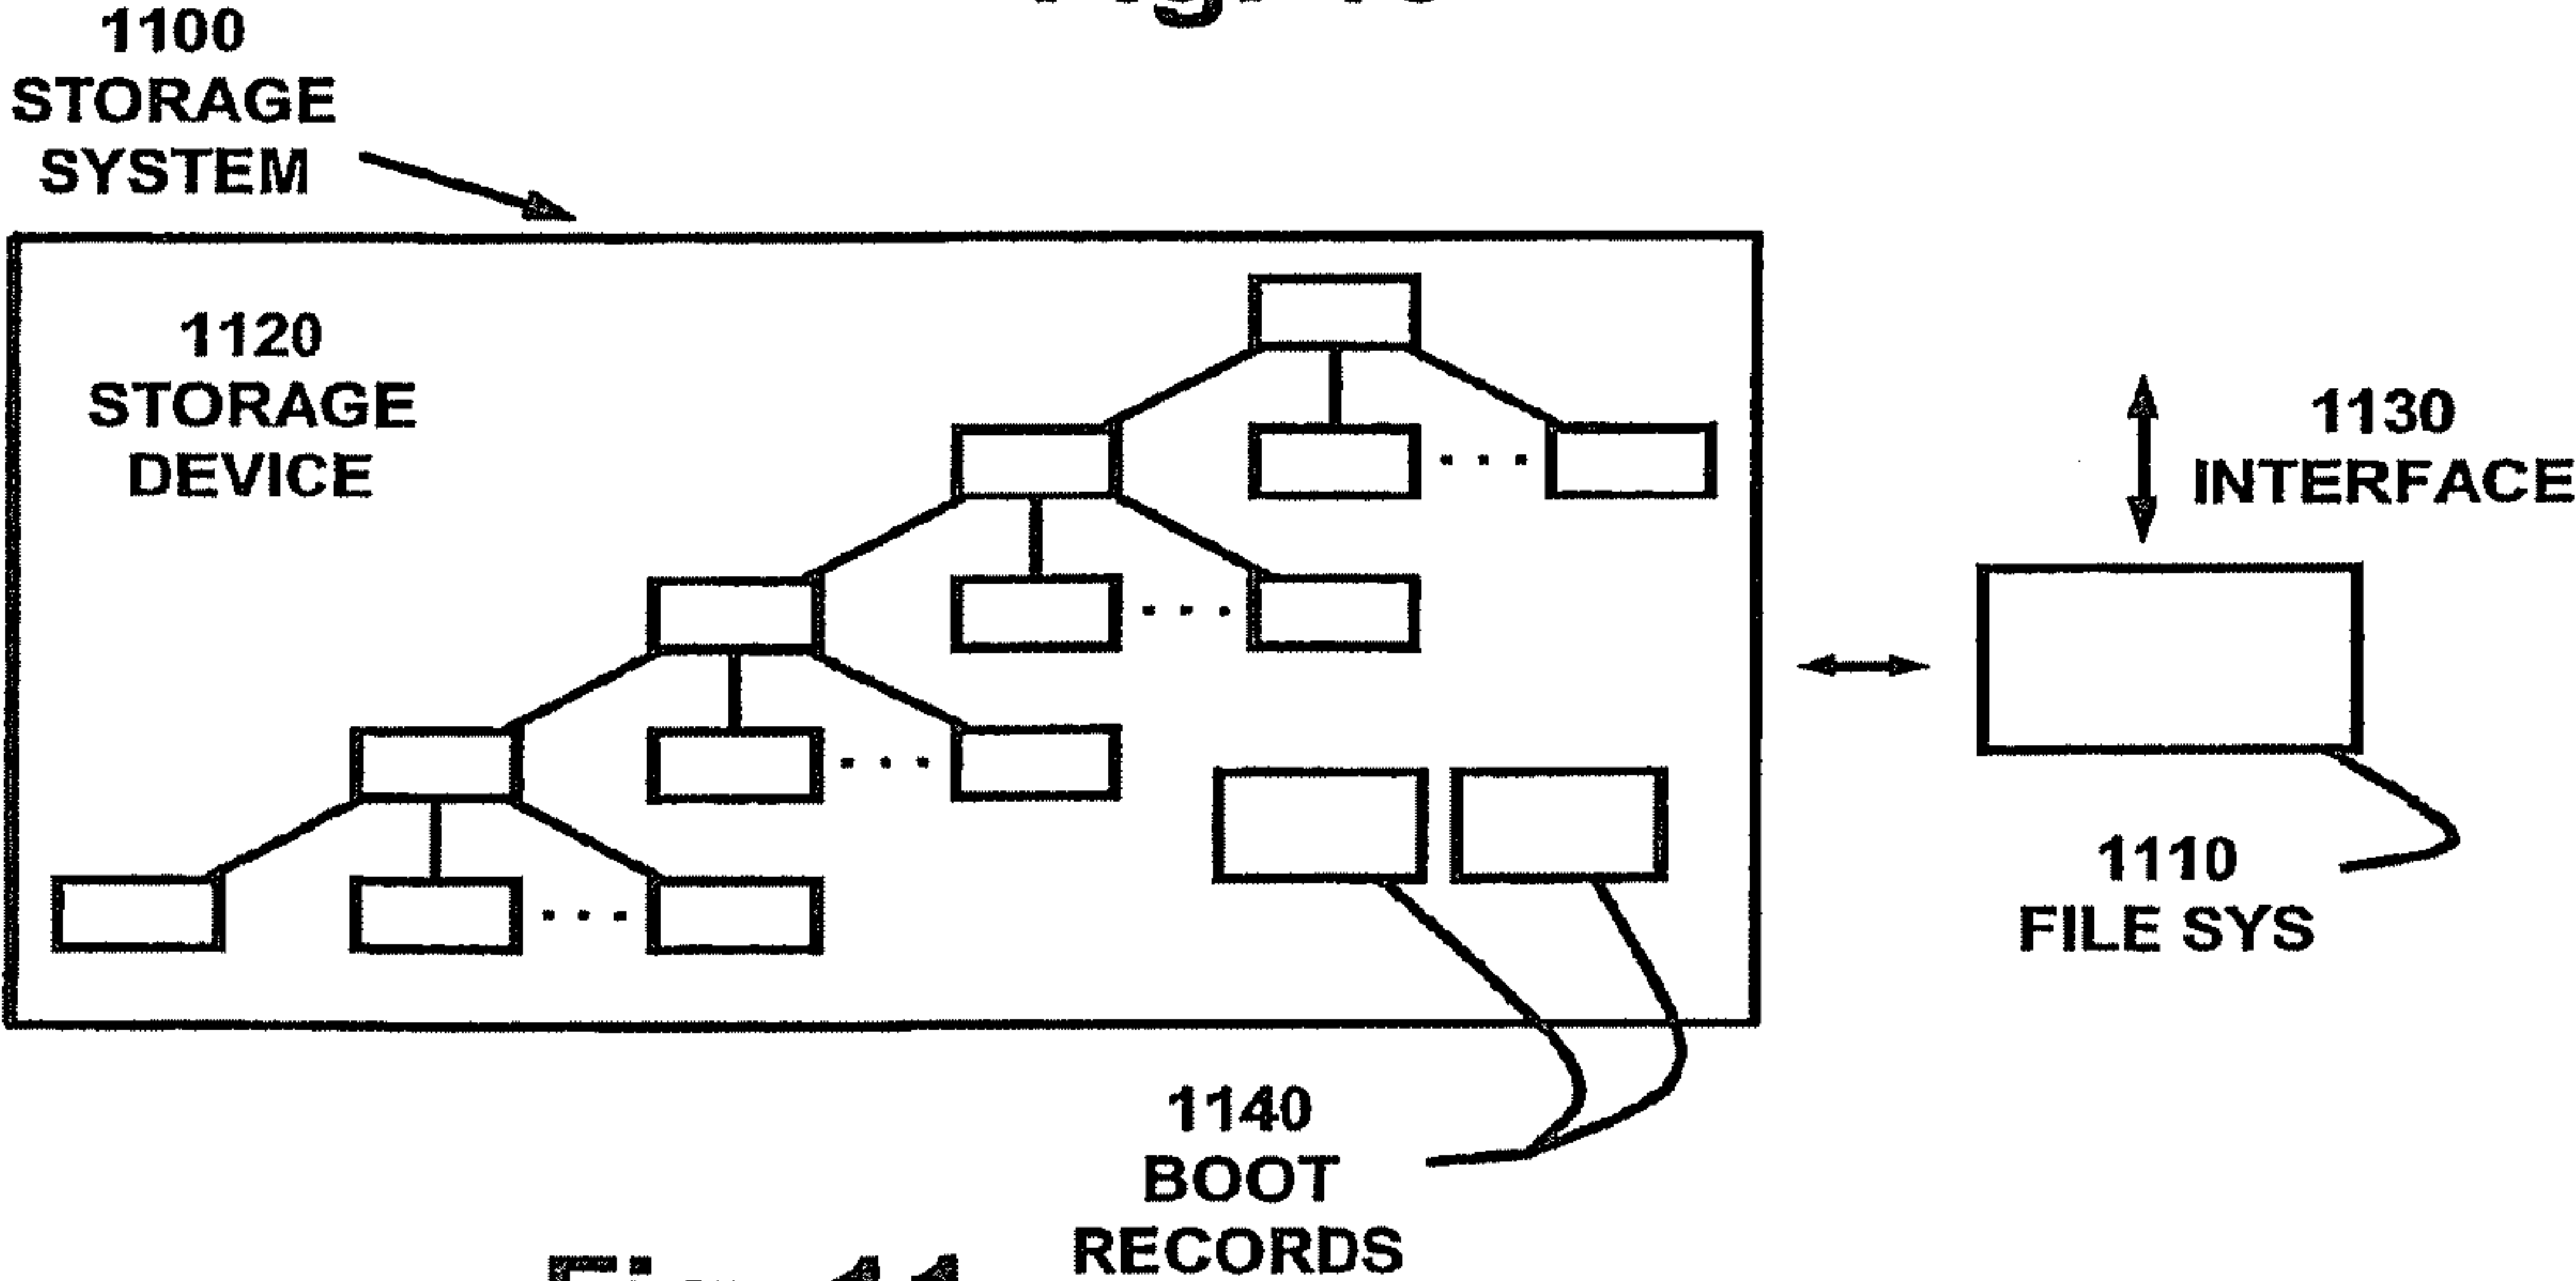 1100
STORAGE
SYSTEM
1120
STORAGE
DEVICE
1130
INTERFACE
1110
FILE SYS
1140
BOOT
RECORDS